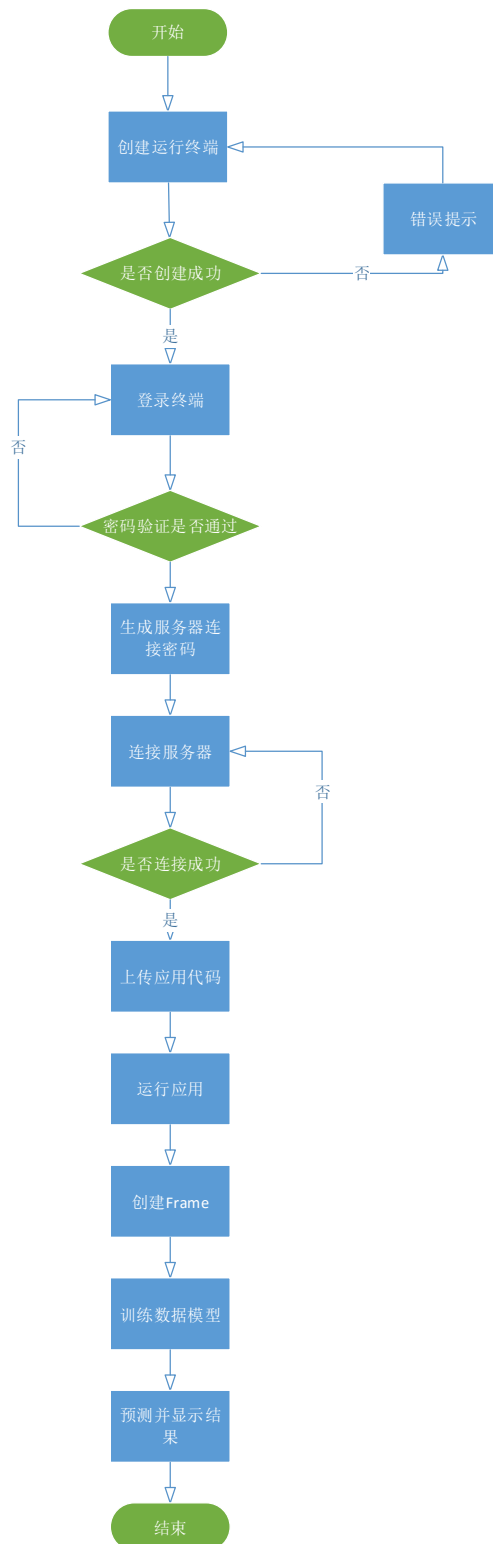 开始
创建运行终端
错误提示
是否创建成功
否
是
登录终端
否
密码验证是否通过
生成服务器连
接密码
连接服务器
否
是否连接成功
是
上传应用代码
运行应用
创建Frame
训练数据模型
预测并显示结
果
结束